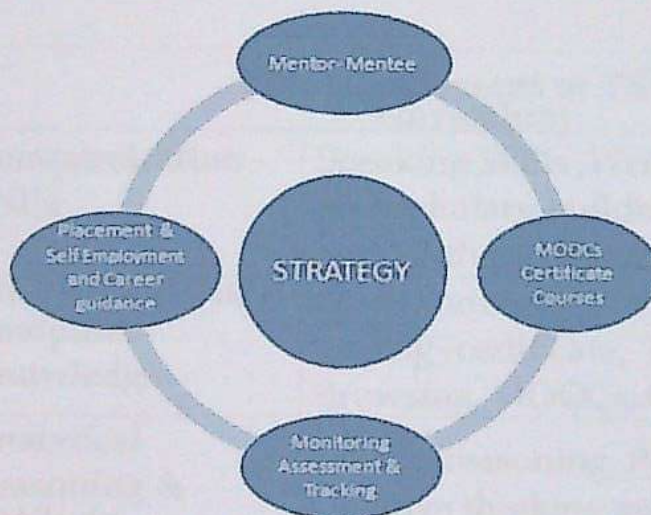 Mentor-Mentee
Placement &
Self Employment
and Career
guidance
STRATEGY
MOOCs
Certificate
Courses
Monitoring
Assessment &
Tracking